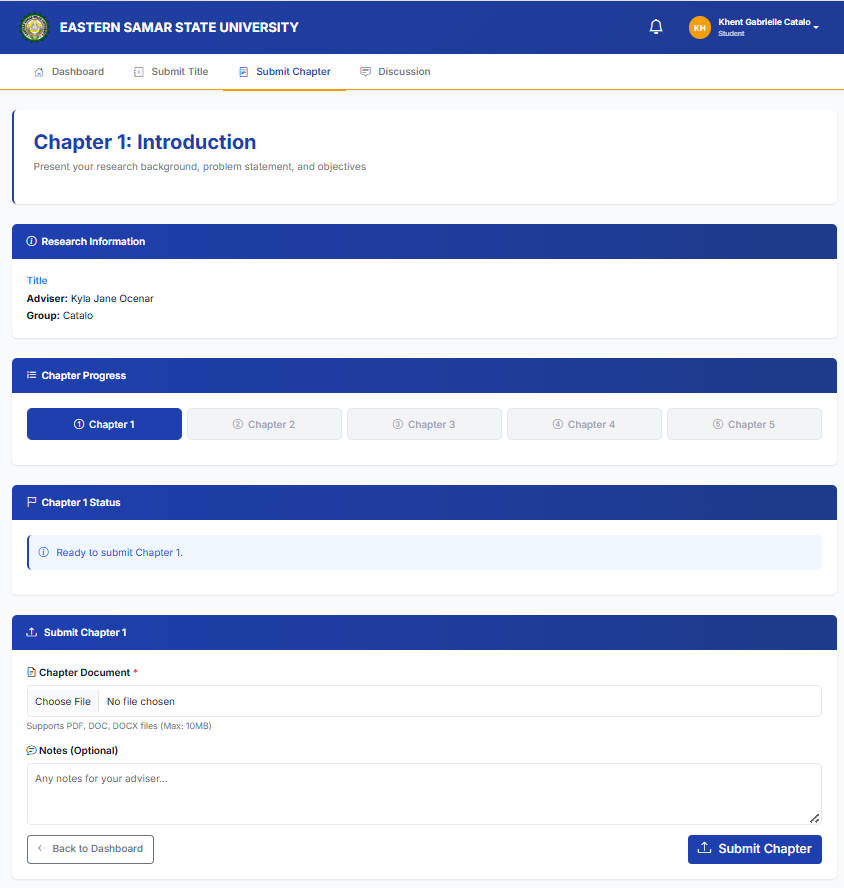 EASTERN SAMAR STATE UNIVERSITY
KH
Khent Gabrielle Catalo
Student
Dashboard
Submit Title
Submit Chapter
Discussion
Chapter 1: Introduction
Present your research background, problem statement, and objectives
Research Information
Title
Adviser: Kyla Jane Ocenar
Group: Catalo
Chapter Progress
1 Chapter 1
2 Chapter 2
3 Chapter 3
4 Chapter 4
5 Chapter 5
Chapter 1 Status
Ready to submit Chapter 1.
Submit Chapter 1
Chapter Document *
Choose File No file chosen
Supports PDF, DOC, DOCX files (Max: 10MB)
Notes (Optional)
Any notes for your adviser...
Back to Dashboard
Submit Chapter